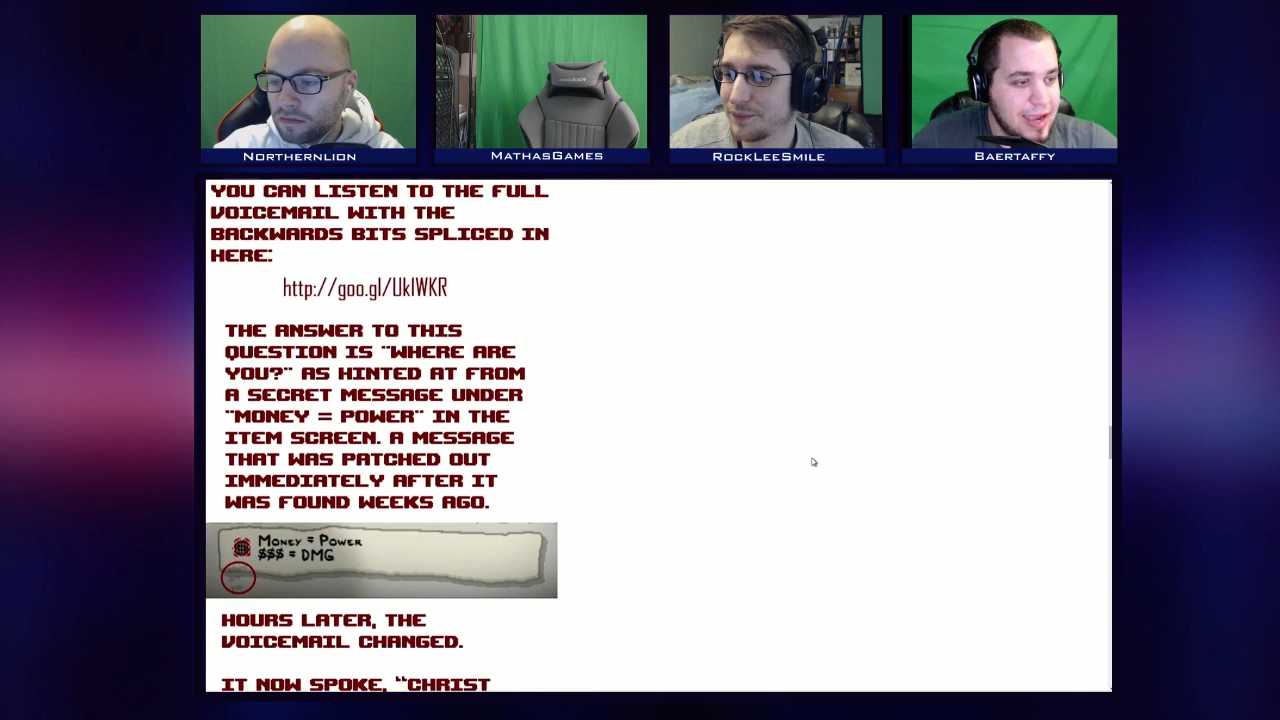 NORTHERNLION
MATHASGAMES
ROCKLEESMILE
BAERTAFFY
YOU CAN LISTEN TO THE FULL
VOICEMAIL WITH THE
BACKWARDS BITS SPLICED IN
HERE:
http://goo.gl/UklWKR
THE ANSWER TO THIS
QUESTION IS "WHERE ARE
YOU?" AS HINTED AT FROM
A SECRET MESSAGE UNDER
"MONEY = POWER" IN THE
ITEM SCREEN. A MESSAGE
THAT WAS PATCHED OUT
IMMEDIATELY AFTER IT
WAS FOUND WEEKS AGO.
MONEY = POWER
$$$ = DMG
HOURS LATER, THE
VOICEMAIL CHANGED.
IT NOW SPOKE, "CHRIST